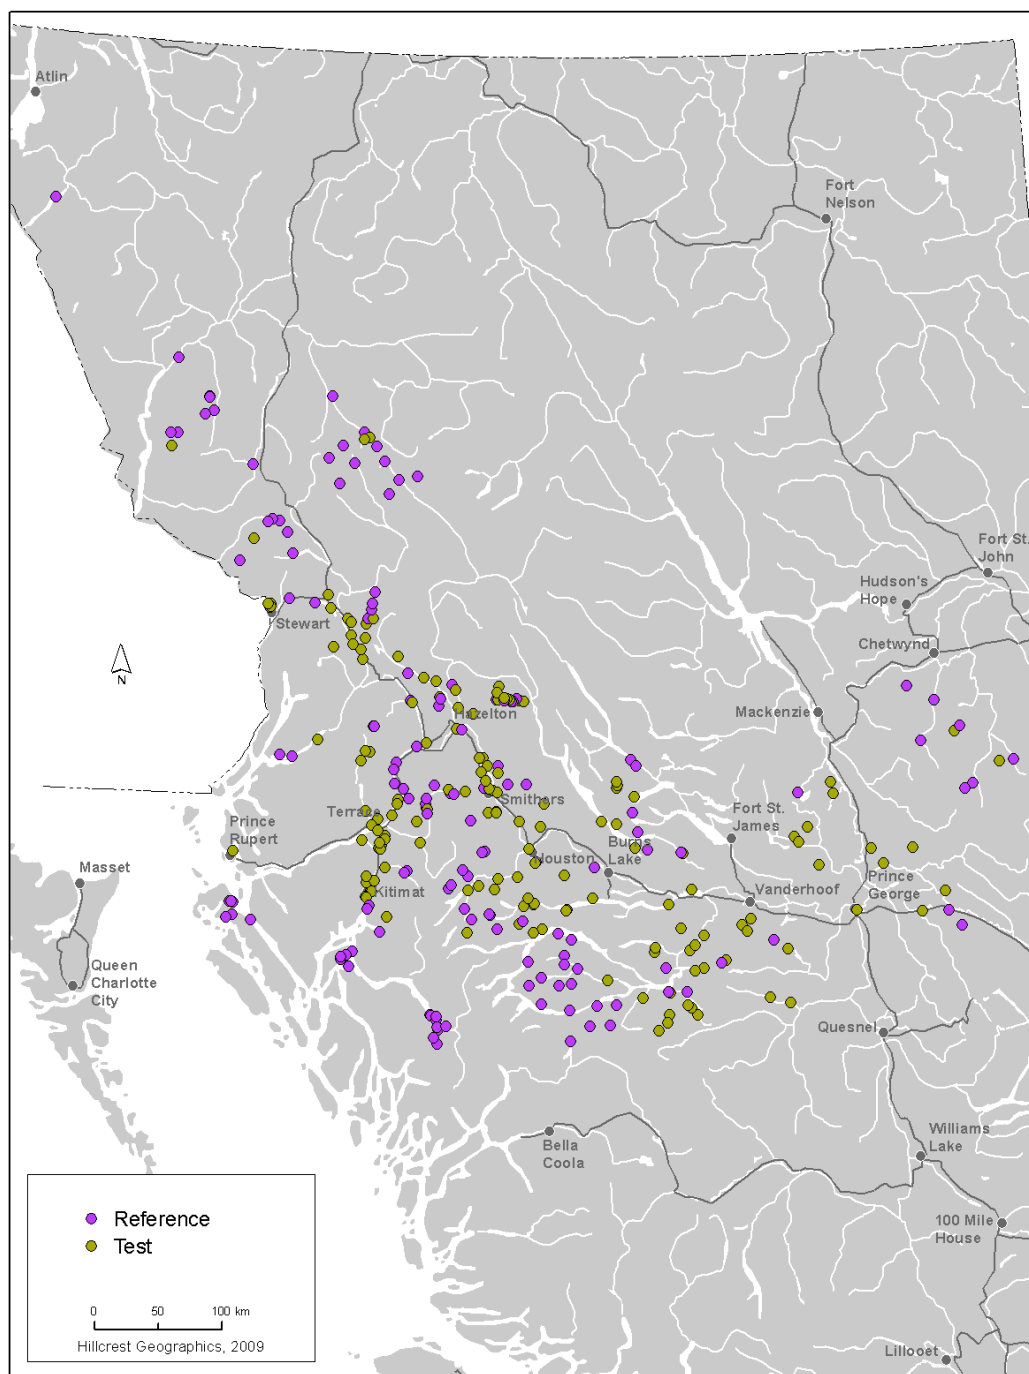 Atlin
Fort
Nelson
Fort St.
John
Hudson's
Hope
Chetwynd
Stewart
Mackenzie
Hazelton
Smithers
Terrace
Prince
Rupert
Fort St.
James
Burns
Lake
Houston
Masset
Kitimat
Vanderhoof
Prince
George
Queen
Charlotte
City
Quesnel
Bella
Coola
Williams
Lake
100 Mile
House
Lillooet
N
Reference
Test
0 50 100 km
Hillcrest Geographics, 2009